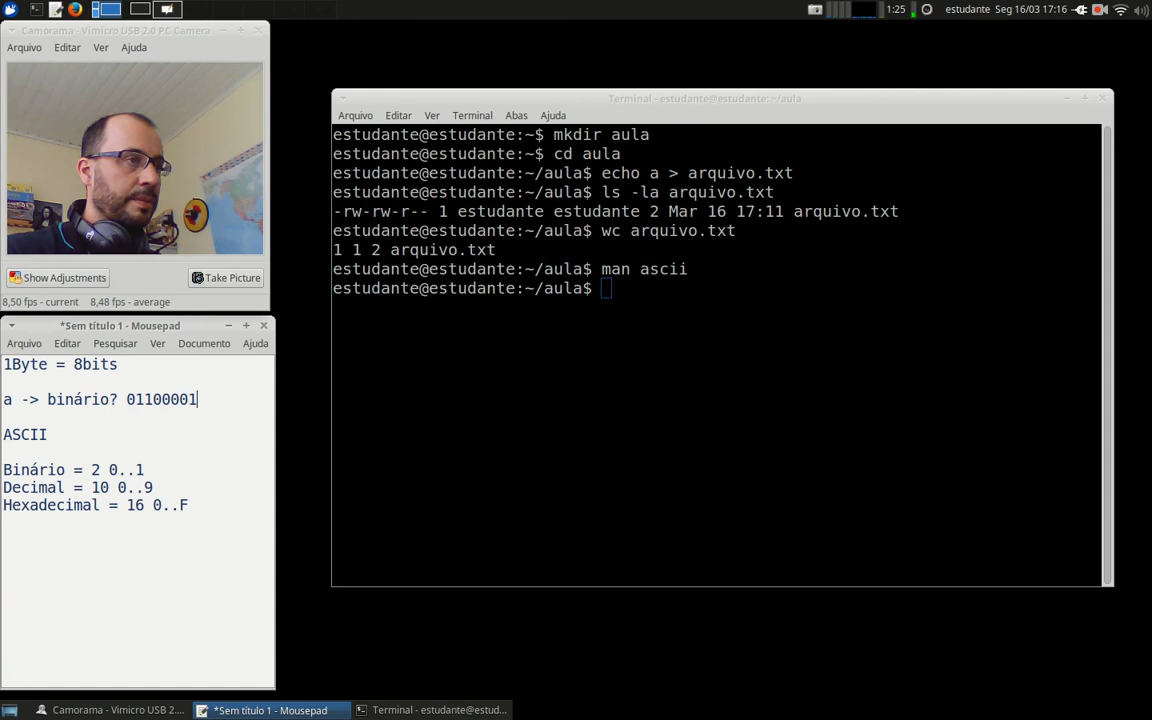 1:25
estudante Seg 16/03 17:16
Camorama - Vimicro USB 2.0 PC Camera
Arquivo Editar Ver Ajuda
Show Adjustments
Take Picture
8,50 fps - current 8,48 fps - average
*Sem título 1 - Mousepad
Arquivo Editar Pesquisar Ver Documento Ajuda
1Byte = 8bits
a -> binário? 01100001
ASCII
Binário = 2 0..1
Decimal = 10 0..9
Hexadecimal = 16 0..F
Terminal - estudante@estudante: ~/aula
Arquivo Editar Ver Terminal Abas Ajuda
estudante@estudante:~$ mkdir aula
estudante@estudante:~$ cd aula
estudante@estudante:~/aula$ echo a > arquivo.txt
estudante@estudante:~/aula$ ls -la arquivo.txt
-rw-rw-r-- 1 estudante estudante 2 Mar 16 17:11 arquivo.txt
estudante@estudante:~/aula$ wc arquivo.txt
1 1 2 arquivo.txt
estudante@estudante:~/aula$ man ascii
estudante@estudante:~/aula$
Camorama - Vimicro USB 2....
*Sem título 1 - Mousepad
Terminal - estudante@estud...